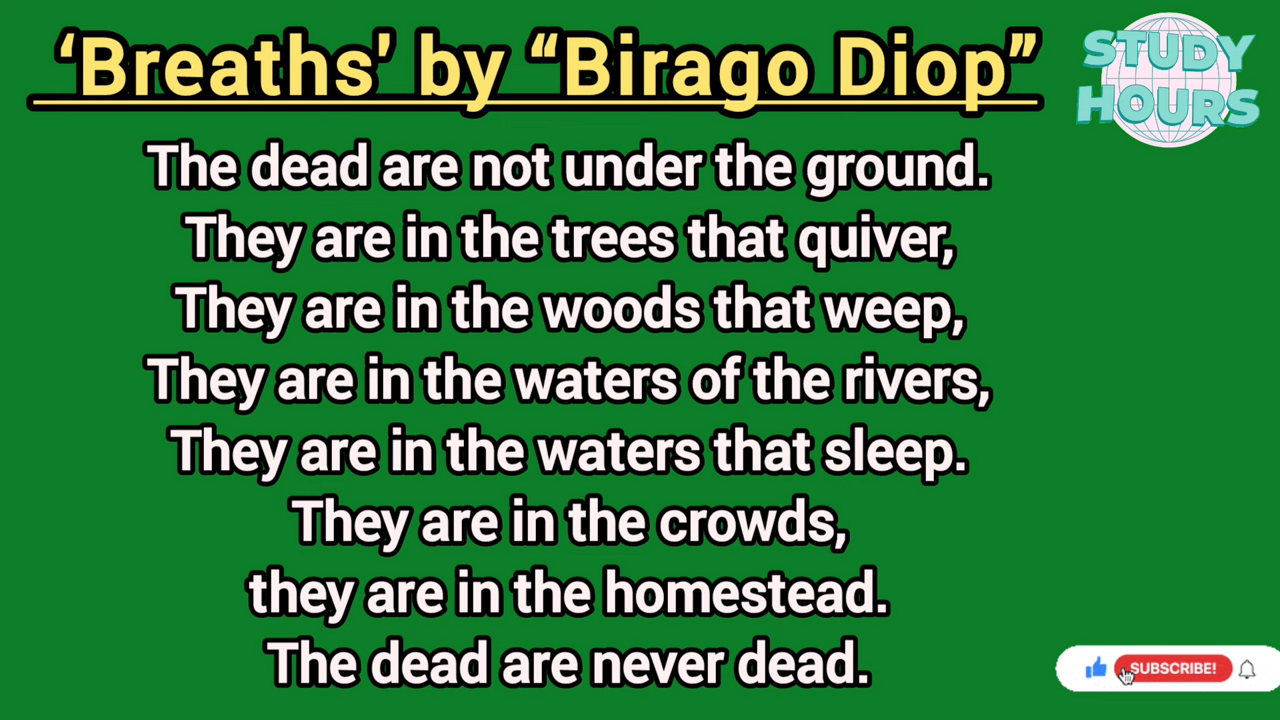 ‘Breaths’ by “Birago Diop”
STUDY
HOURS
The dead are not under the ground.
They are in the trees that quiver,
They are in the woods that weep,
They are in the waters of the rivers,
They are in the waters that sleep.
They are in the crowds,
they are in the homestead.
The dead are never dead.
SUBSCRIBE!